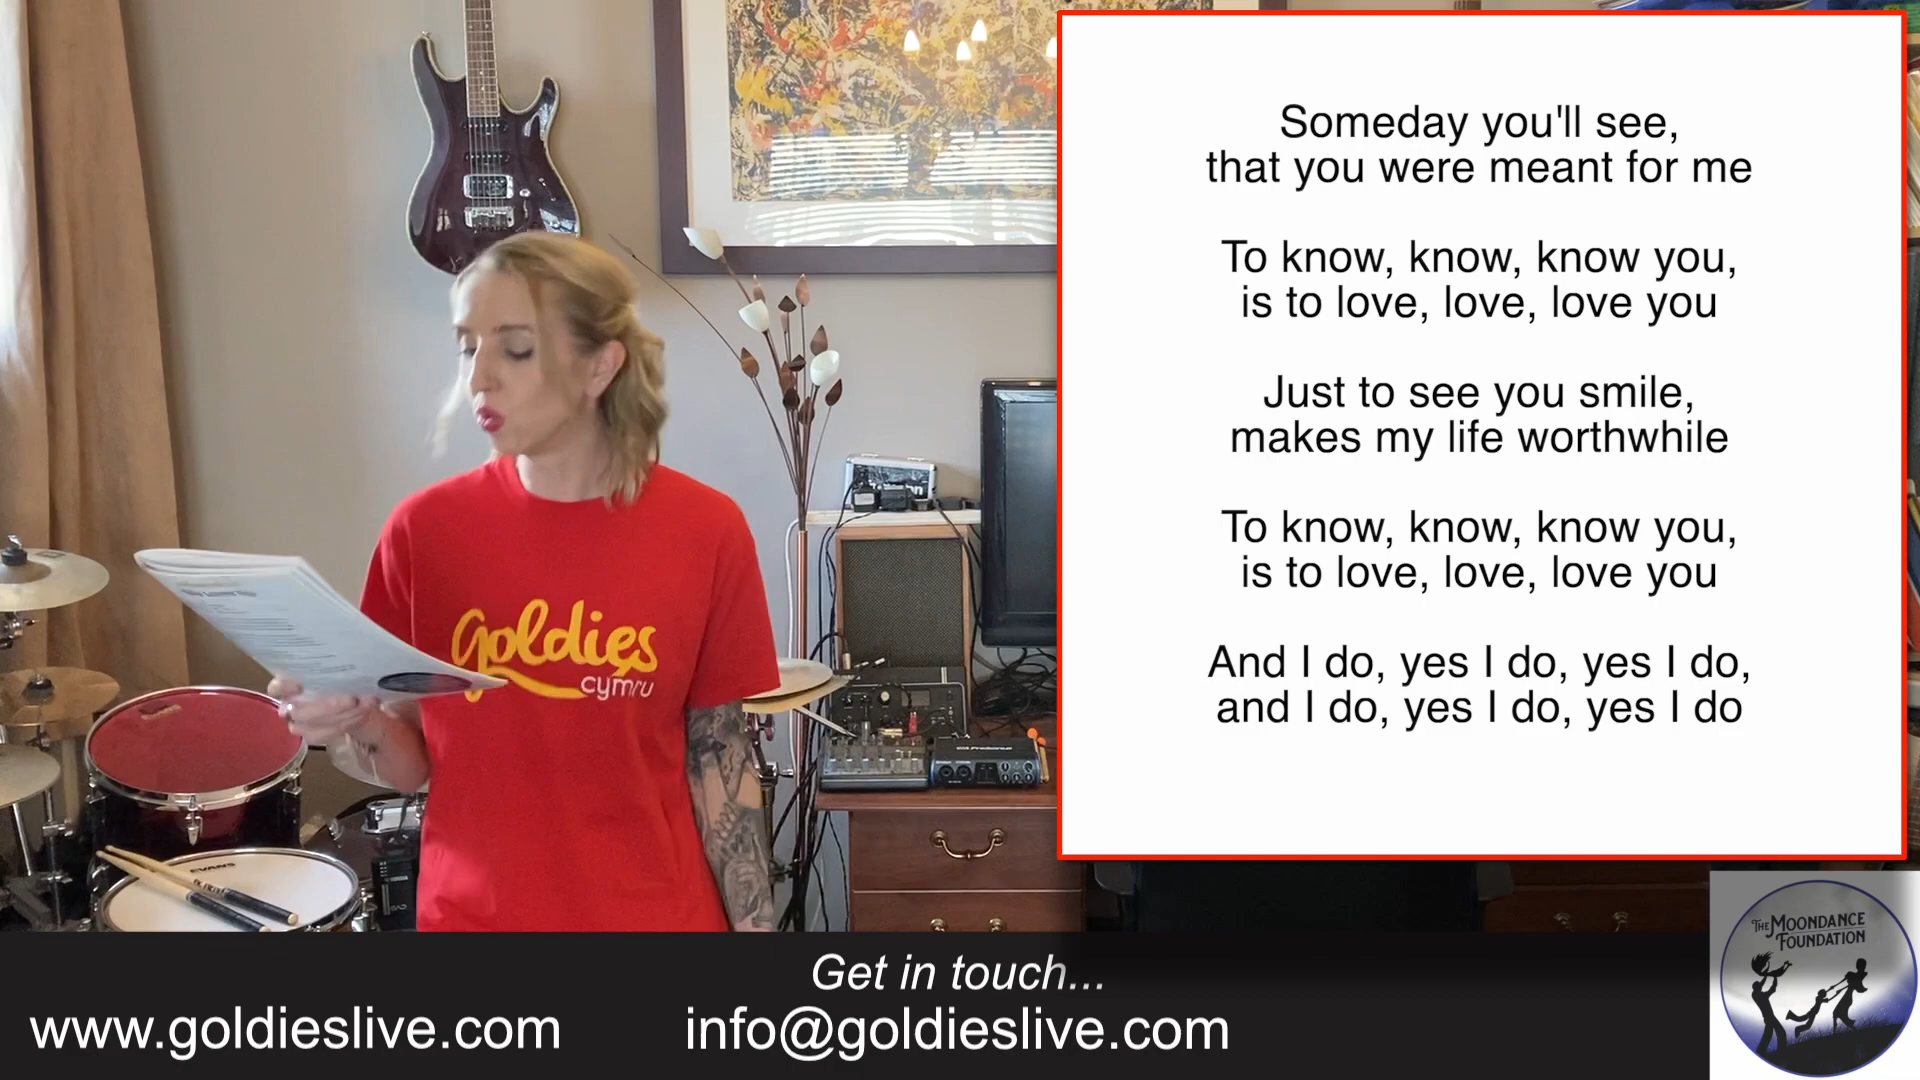 Someday you'll see,
that you were meant for me
To know, know, know you,
is to love, love, love you
Just to see you smile,
makes my life worthwhile
To know, know, know you,
is to love, love, love you
And I do, yes I do, yes I do,
and I do, yes I do, yes I do
Goldies
cymru
EVANS
PreSonus
THE MOONDANCE
FOUNDATION
Get in touch...
www.goldieslive.com
info@goldieslive.com